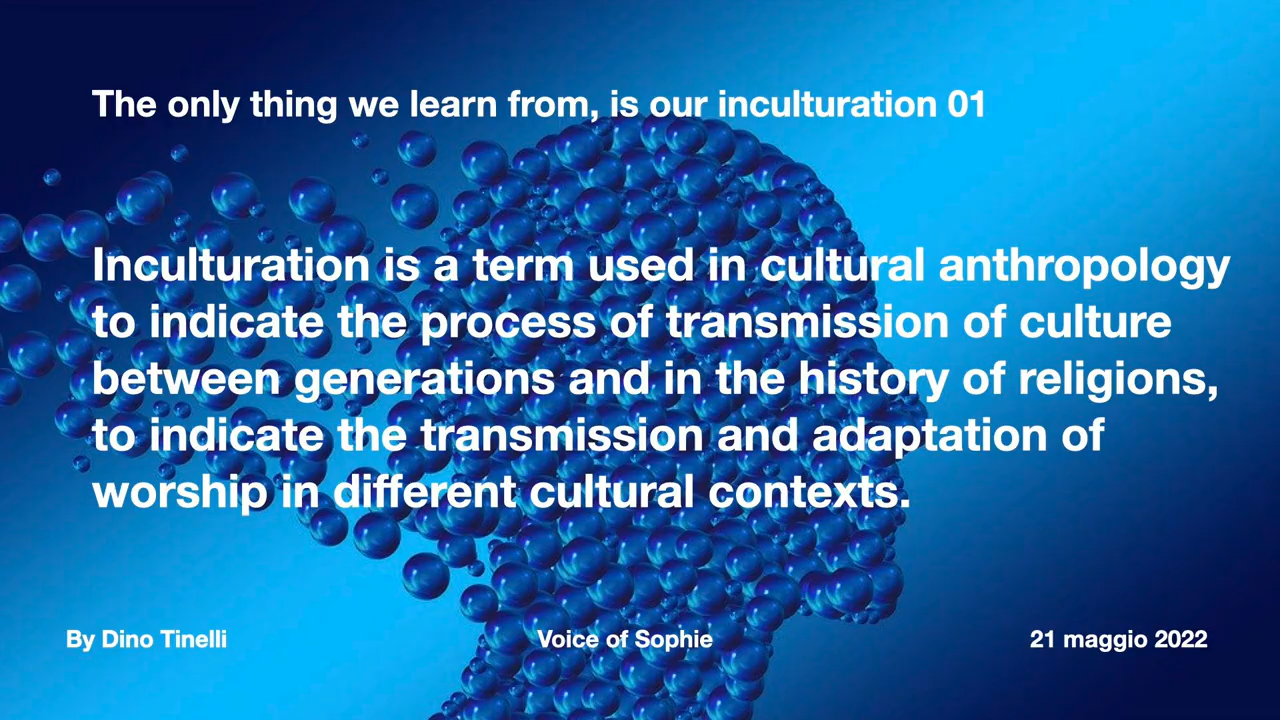 The only thing we learn from, is our inculturation 01
Inculturation is a term used in cultural anthropology
to indicate the process of transmission of culture
between generations and in the history of religions,
to indicate the transmission and adaptation of
worship in different cultural contexts.
By Dino Tinelli
Voice of Sophie
21 maggio 2022